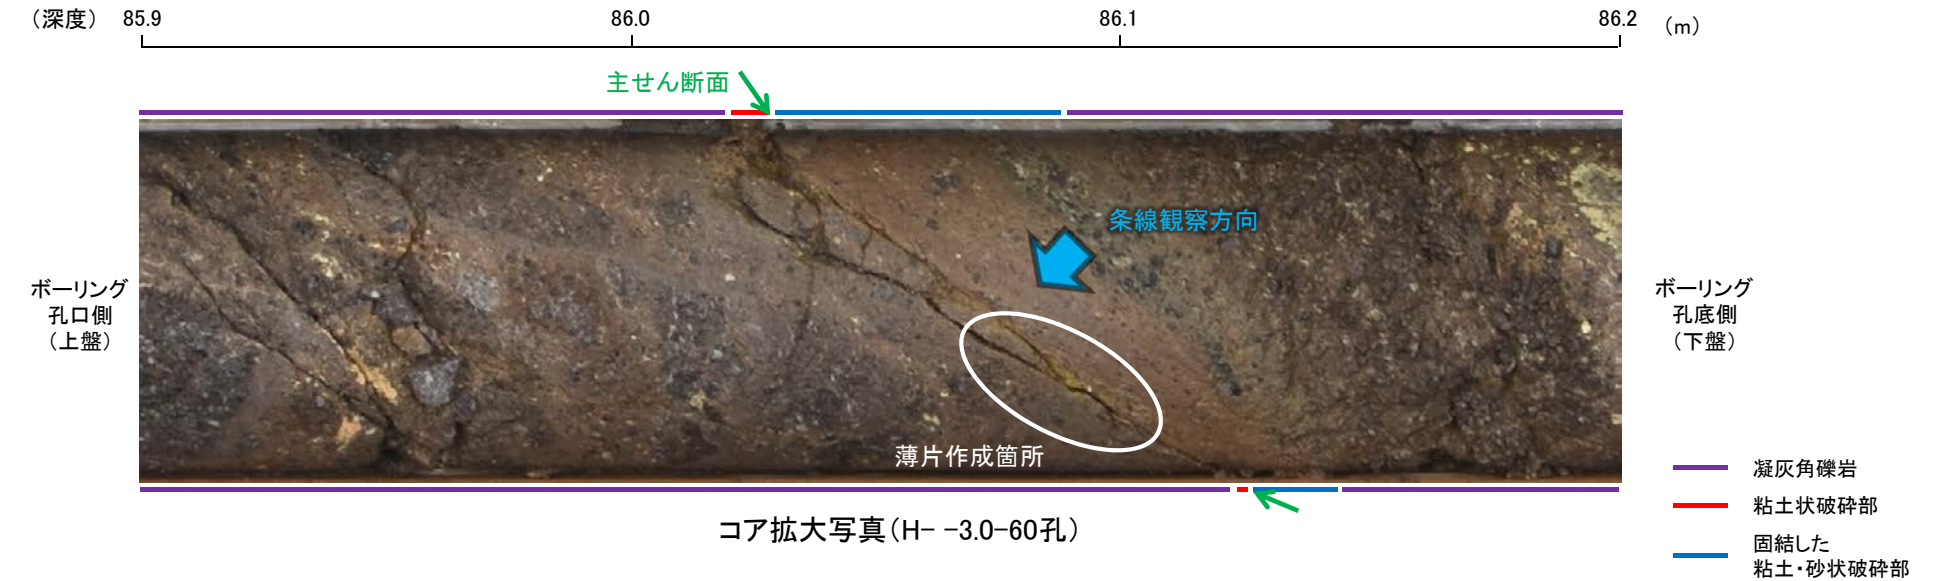 （深度） 85.9 86.0 86.1 86.2 （m）
主せん断面
条線観察方向
ボーリング
孔口側
（上盤）
ボーリング
孔底側
（下盤）
薄片作成箇所
凝灰角礫岩
粘土状破砕部
固結した
粘土・砂状破砕部
コア拡大写真（H- -3.0-60孔）